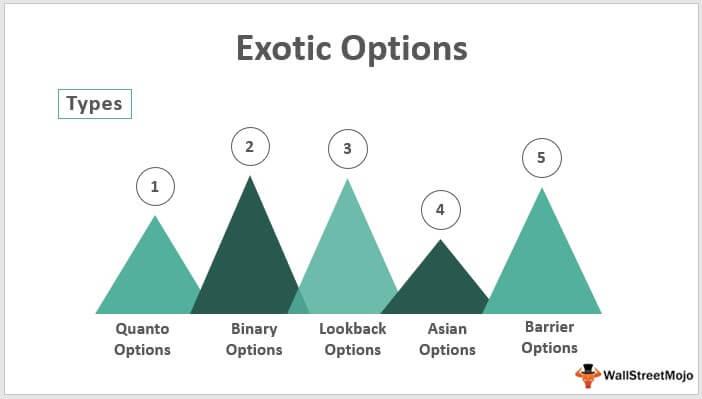 Exotic Options
Types
1
2
3
4
5
Quanto
Options
Binary
Options
Lookback
Options
Asian
Options
Barrier
Options
WallStreetMojo